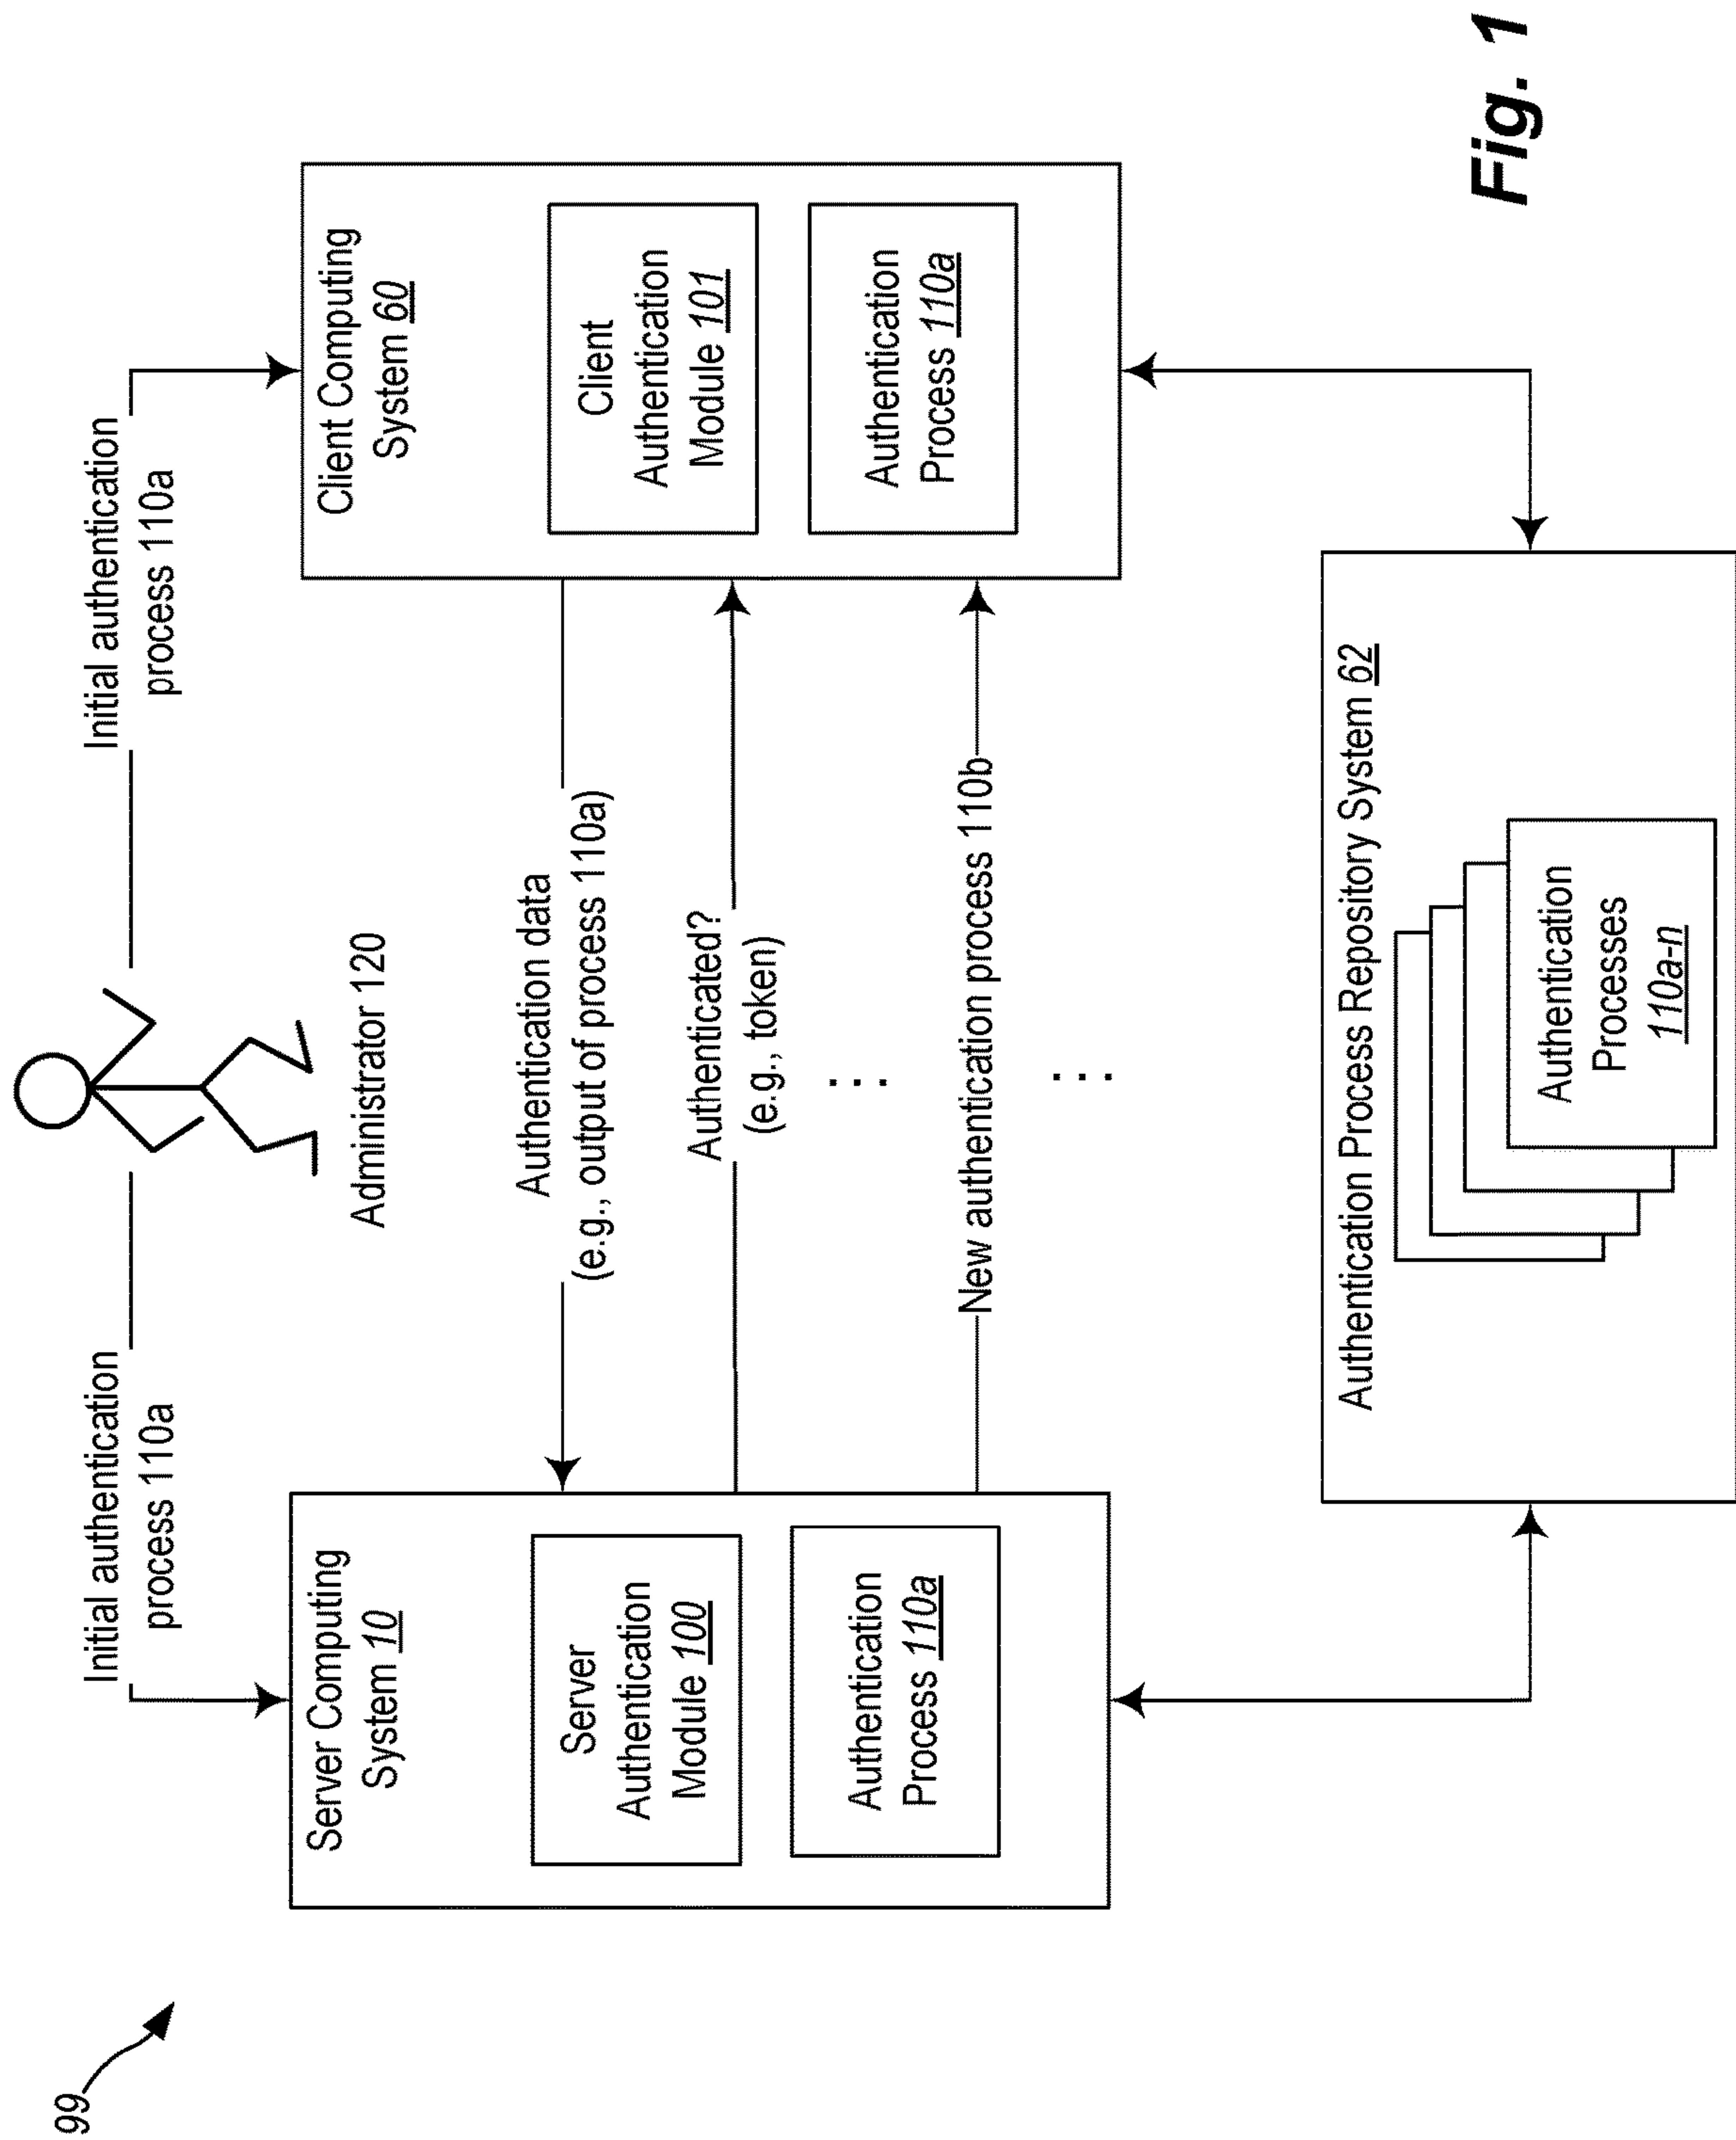 99
Initial authentication
process 110a
Initial authentication
process 110a
Administrator 120
Server Computing
System 10
Server
Authentication
Module 100
Authentication
Process 110a
Authentication data
(e.g., output of process 110a)
Authenticated?
(e.g., token)
...
New authentication process 110b
...
Client Computing
System 60
Client
Authentication
Module 101
Authentication
Process 110a
Authentication Process Repository System 62
Authentication
Processes
110a-n
Fig. 1